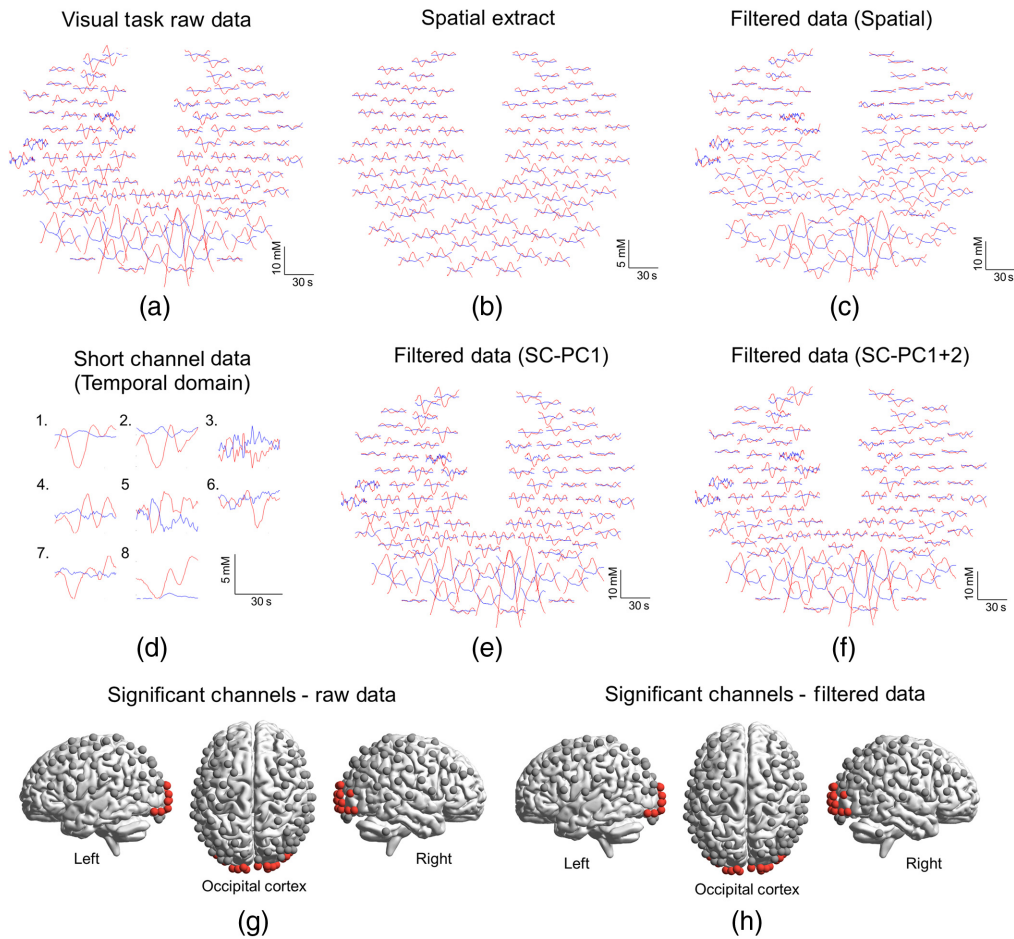 Visual task raw data
Spatial extract
Filtered data (Spatial)
10 mM
30 s
5 mM
30 s
10 mM
30 s
(a)
(b)
(c)
Short channel data
(Temporal domain)
Filtered data (SC-PC1)
Filtered data (SC-PC1+2)
1.
2.
3.
4.
5
6.
7.
8
5 mM
30 s
10 mM
30 s
10 mM
30 s
(d)
(e)
(f)
Significant channels - raw data
Significant channels - filtered data
Left
Occipital cortex
Right
Left
Occipital cortex
Right
(g)
(h)